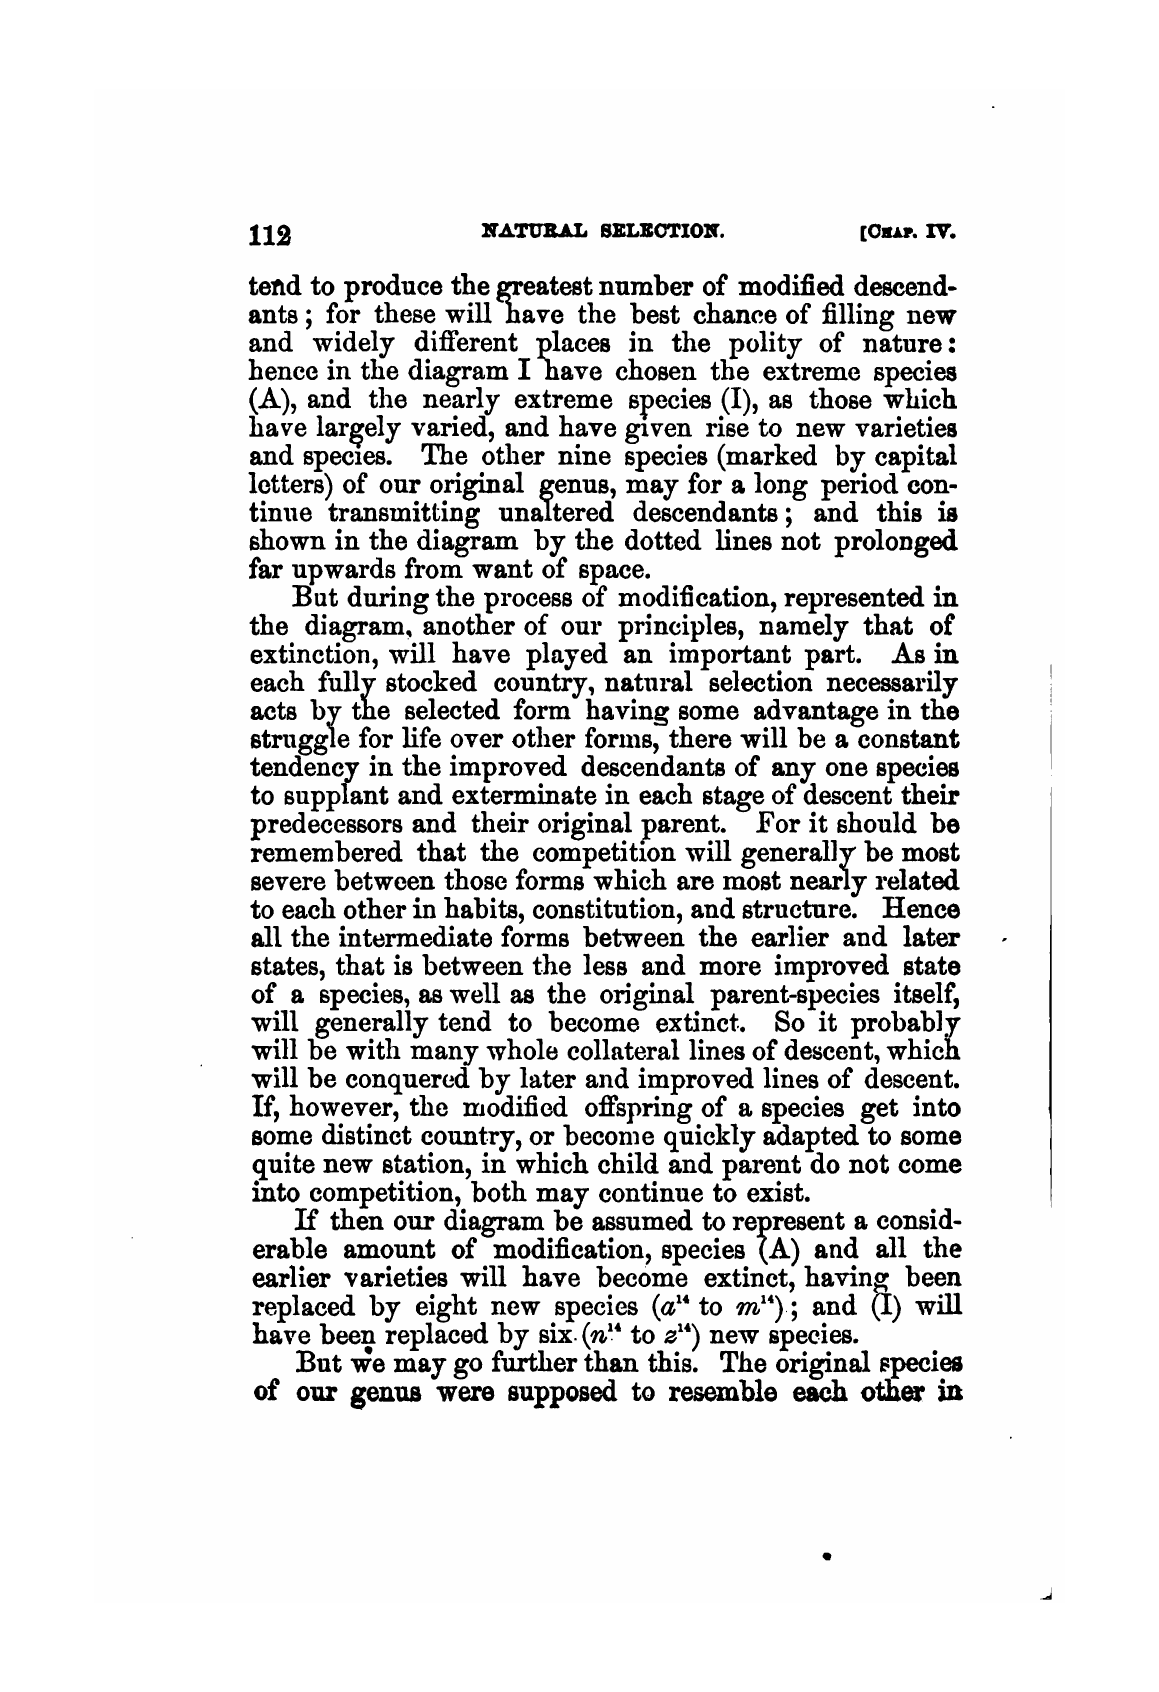 112 NATURAL SELECTION. [CHAP. IV.
tend to produce the greatest number of modified descend-
ants; for these will have the best chance of filling new
and widely different places in the polity of nature:
hence in the diagram I have chosen the extreme species
(A), and the nearly extreme species (I), as those which
have largely varied, and have given rise to new varieties
and species. The other nine species (marked by capital
letters) of our original genus, may for a long period con-
tinue transmitting unaltered descendants; and this is
shown in the diagram by the dotted lines not prolonged
far upwards from want of space.
But during the process of modification, represented in
the diagram, another of our principles, namely that of
extinction, will have played an important part. As in
each fully stocked country, natural selection necessarily
acts by the selected form having some advantage in the
struggle for life over other forms, there will be a constant
tendency in the improved descendants of any one species
to supplant and exterminate in each stage of descent their
predecessors and their original parent. For it should be
remembered that the competition will generally be most
severe between those forms which are most nearly related
to each other in habits, constitution, and structure. Hence
all the intermediate forms between the earlier and later
states, that is between the less and more improved state
of a species, as well as the original parent-species itself,
will generally tend to become extinct. So it probably
will be with many whole collateral lines of descent, which
will be conquered by later and improved lines of descent.
If, however, the modified offspring of a species get into
some distinct country, or become quickly adapted to some
quite new station, in which child and parent do not come
into competition, both may continue to exist.
If then our diagram be assumed to represent a consid-
erable amount of modification, species (A) and all the
earlier varieties will have become extinct, having been
replaced by eight new species (a¹⁴ to m¹⁴); and (I) will
have been replaced by six (n¹⁴ to z¹⁴) new species.
But we may go further than this. The original species
of our genus were supposed to resemble each other in